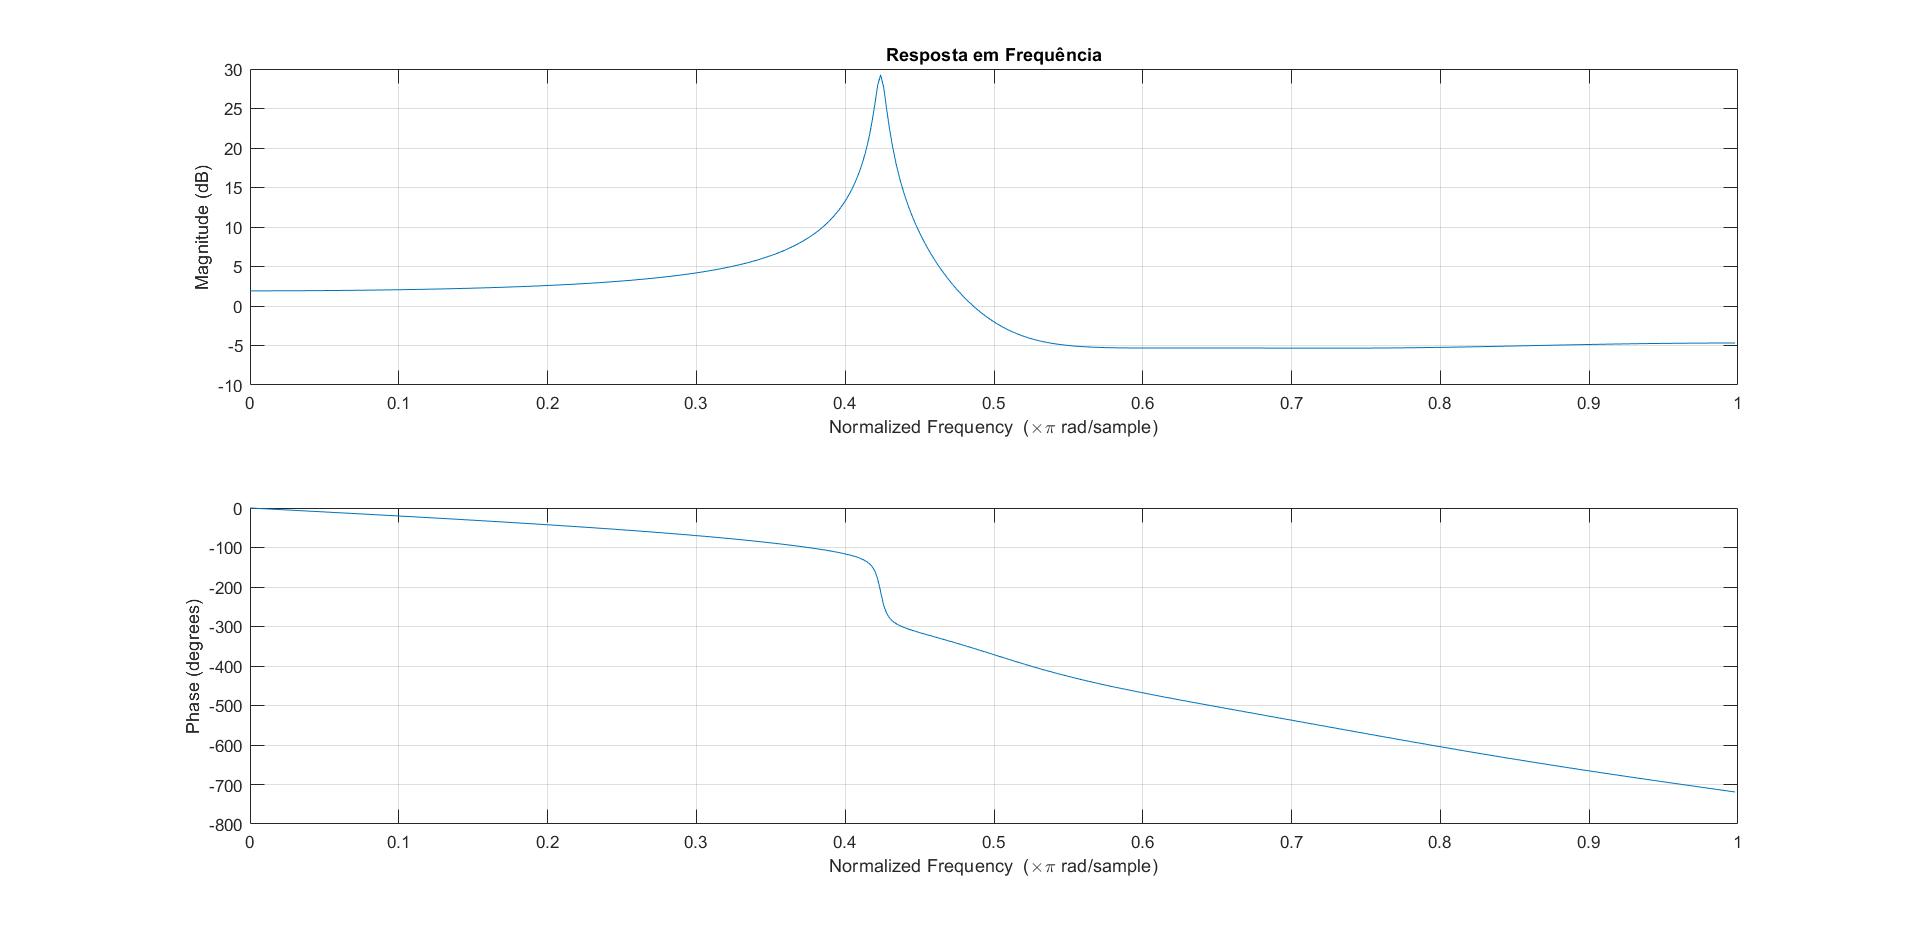 Resposta em Frequência
30
25
20
15
10
5
0
-5
-10
Magnitude (dB)
0 0.1 0.2 0.3 0.4 0.5 0.6 0.7 0.8 0.9 1
Normalized Frequency (×π rad/sample)
0
-100
-200
-300
-400
-500
-600
-700
-800
Phase (degrees)
0 0.1 0.2 0.3 0.4 0.5 0.6 0.7 0.8 0.9 1
Normalized Frequency (×π rad/sample)